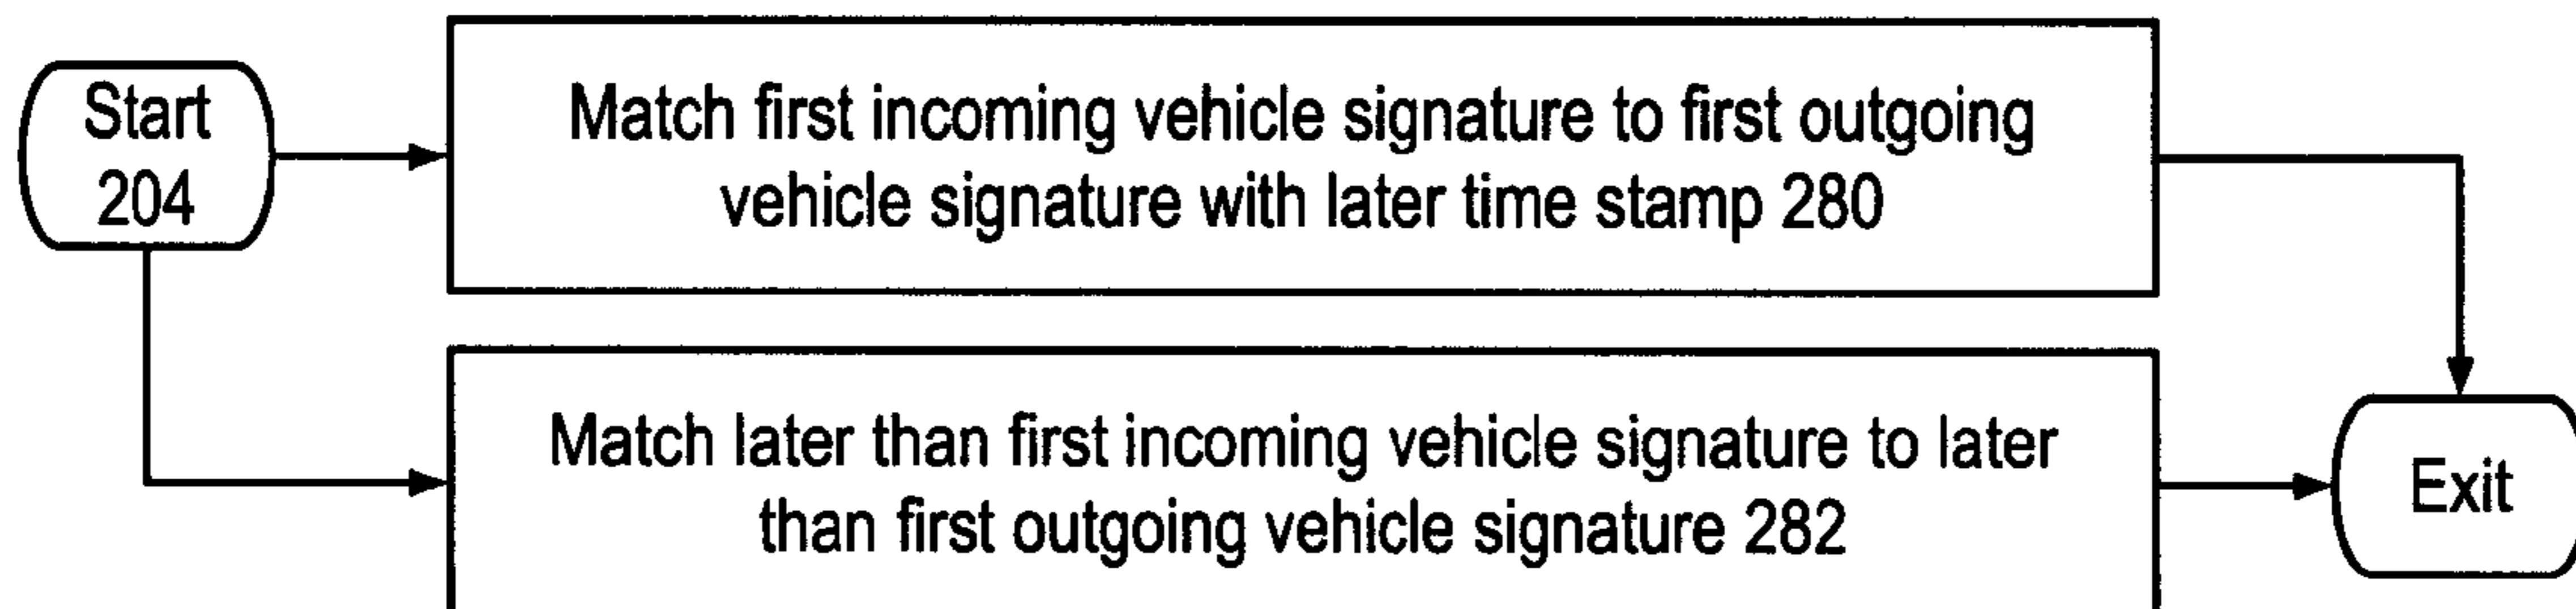 Start
204
Match first incoming vehicle signature to first outgoing
vehicle signature with later time stamp 280
Match later than first incoming vehicle signature to later
than first outgoing vehicle signature 282
Exit